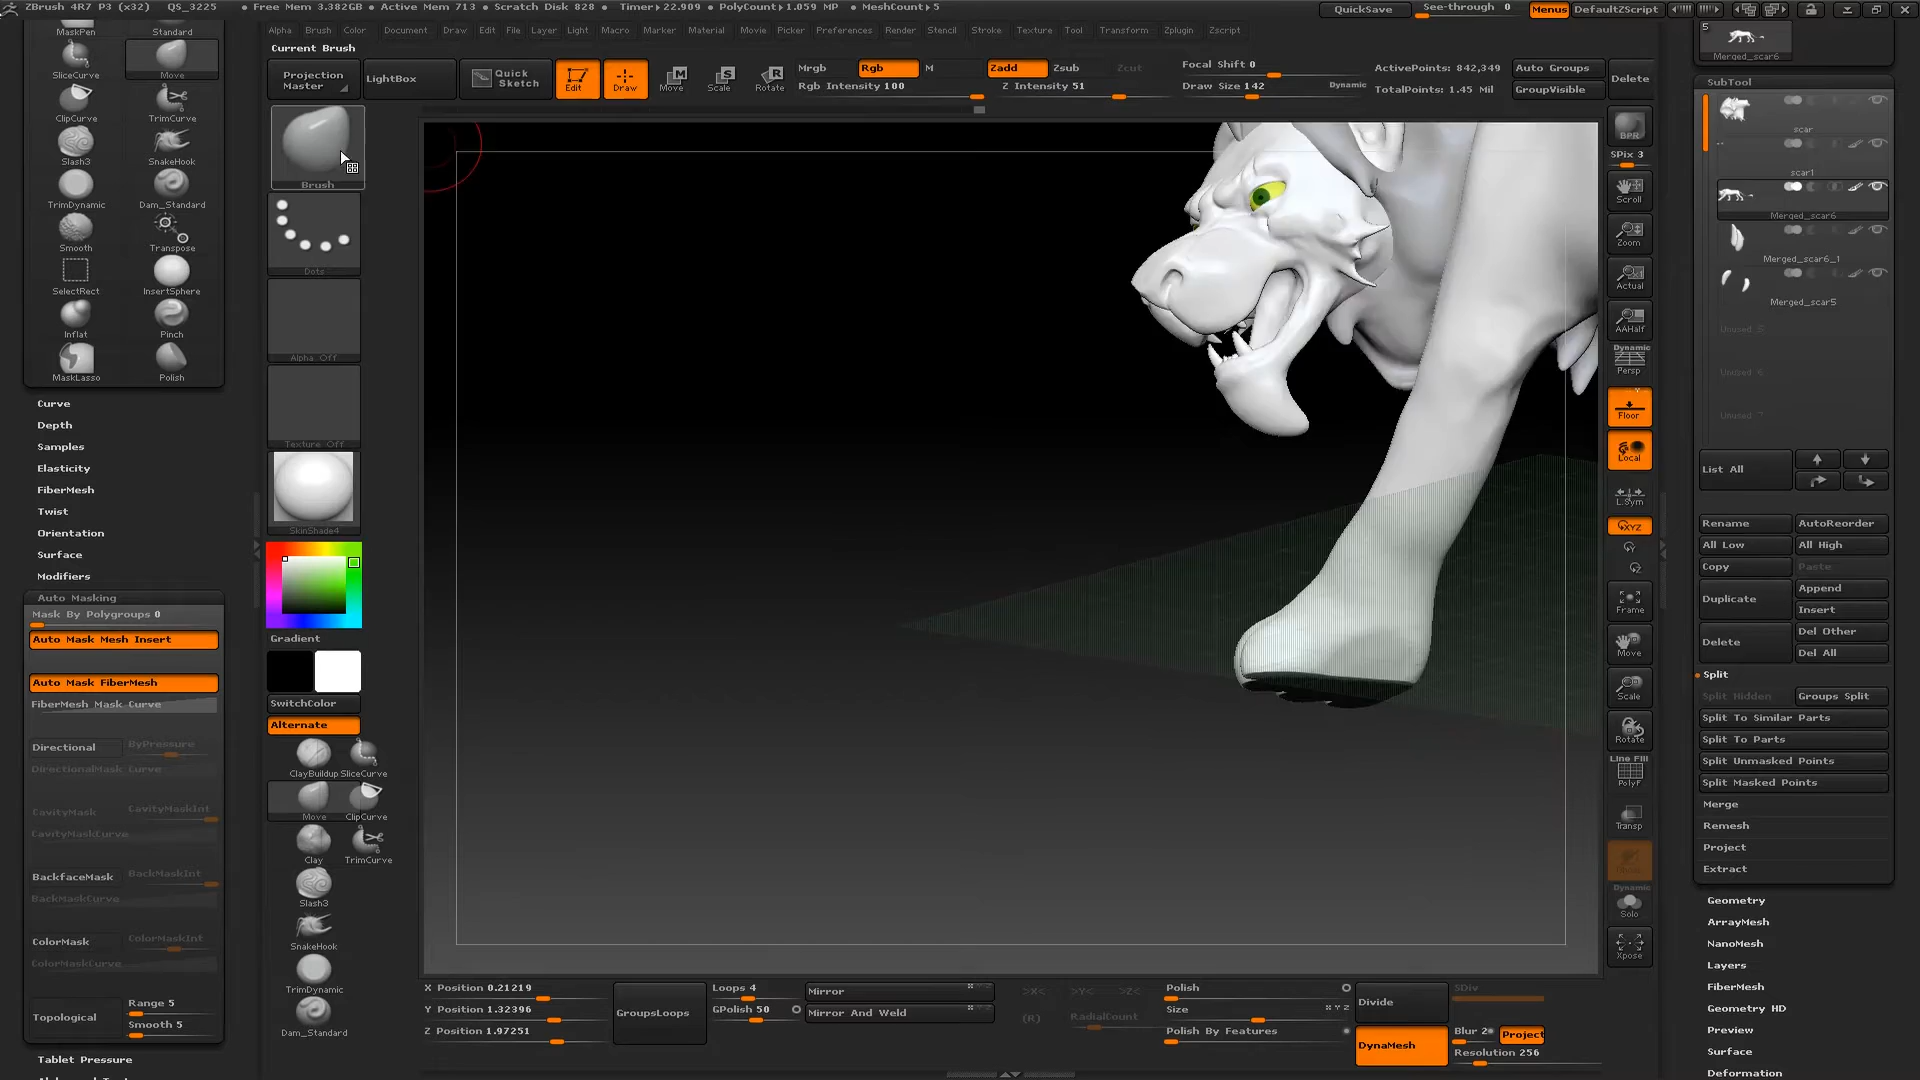 ZBrush 4R7 P3 (x32) QS_3225 • Free Mem 3.382GB • Active Mem 713 • Scratch Disk 828 • Timer▸22.909 • PolyCount▸1.059 MP • MeshCount▸5 QuickSave See-through 0 Menus DefaultZScript
Alpha Brush Color Document Draw Edit File Layer Light Macro Marker Material Movie Picker Preferences Render Stencil Stroke Texture Tool Transform Zplugin Zscript
Current Brush
MaskPen Standard
SliceCurve Move
ClipCurve TrimCurve
Slash3 SnakeHook
TrimDynamic Dam_Standard
Smooth Transpose
SelectRect InsertSphere
Inflat Pinch
MaskLasso Polish
Curve
Depth
Samples
Elasticity
FiberMesh
Twist
Orientation
Surface
Modifiers
Auto Masking
Mask By Polygroups 0
Auto Mask Mesh Insert
Auto Mask FiberMesh
FiberMesh Mask Curve
Directional ByPressure
DirectionalMask Curve
CavityMask CavityMaskInt
CavityMaskCurve
BackfaceMask BackMaskInt
BackMaskCurve
ColorMask ColorMaskInt
ColorMaskCurve
Topological Range 5
Smooth 5
Tablet Pressure
Projection Master
LightBox
Quick Sketch
Edit
Draw
Move
Scale
Rotate
Mrgb Rgb M
Rgb Intensity 100
Zadd Zsub Zcut
Z Intensity 51
Focal Shift 0
Draw Size 142 Dynamic
ActivePoints: 842,349
TotalPoints: 1.45 Mil
Auto Groups
GroupVisible
Delete
Brush
Dots
Alpha Off
Texture Off
SkinShade4
Gradient
SwitchColor
Alternate
ClayBuildup SliceCurve
Move ClipCurve
Clay TrimCurve
Slash3
SnakeHook
TrimDynamic
Dam_Standard
BPR
SPix 3
Scroll
Zoom
Actual
AAHalf
Dynamic
Persp
Floor
Local
L.Sym
XYZ
Frame
Move
Scale
Rotate
Line Fill
PolyF
Transp
Dynamic
Solo
Xpose
5
Merged_scar6
SubTool
scar
scar1
Merged_scar6
Merged_scar6_1
Merged_scar5
Unused 5
Unused 6
Unused 7
List All
Rename AutoReorder
All Low All High
Copy Paste
Duplicate Append
Insert
Delete Del Other
Del All
Split
Split Hidden Groups Split
Split To Similar Parts
Split To Parts
Split Unmasked Points
Split Masked Points
Merge
Remesh
Project
Extract
Geometry
ArrayMesh
NanoMesh
Layers
FiberMesh
Geometry HD
Preview
Surface
Deformation
X Position 0.21219
Y Position 1.32396
Z Position 1.97251
GroupsLoops
Loops 4
GPolish 50
Mirror
Mirror And Weld
>X< >Y< >Z<
(R) RadialCount
Polish
Size X Y Z
Polish By Features
Divide
SDiv
DynaMesh
Blur 2 Project
Resolution 256